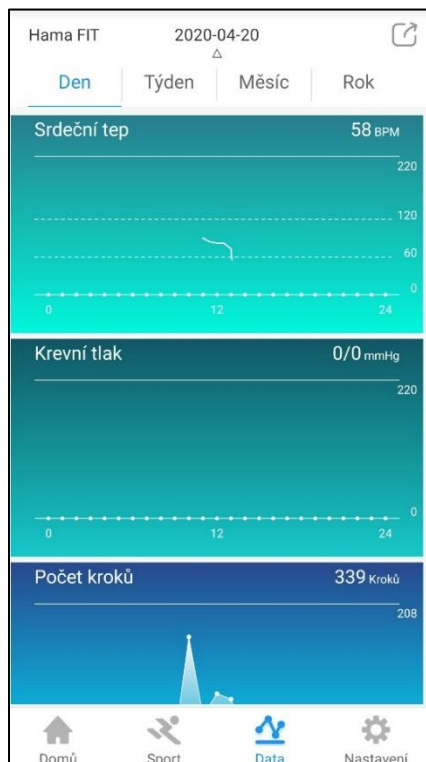 Hama FIT 2020-04-20
Den Týden Měsíc Rok
Srdeční tep 58 BPM
220
120
60
0
0 12 24
Krevní tlak 0/0 mmHg
220
0
0 12 24
Počet kroků 339 Kroků
208
Domů Sport Data Nastavení